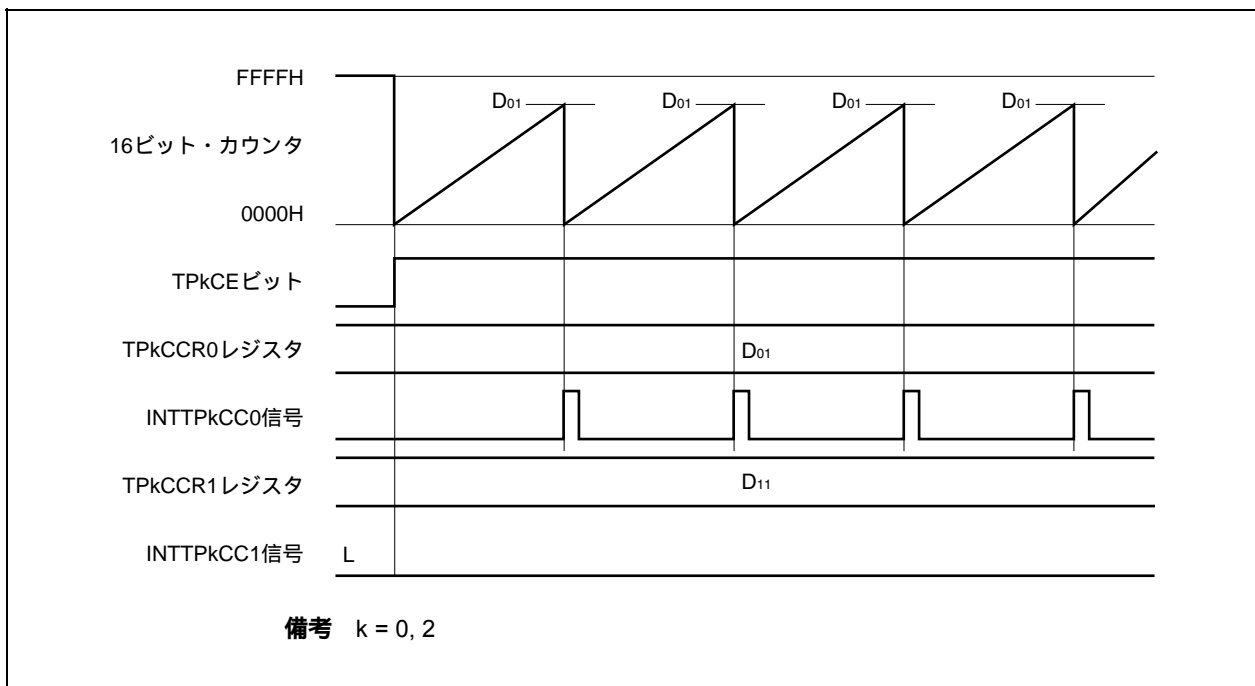 FFFFH
D01 D01 D01 D01
16ビット・カウンタ
0000H
TPkCEビット
TPkCCR0レジスタ D01
INTTPkCC0信号
TPkCCR1レジスタ D11
INTTPkCC1信号 L
備考 k = 0, 2